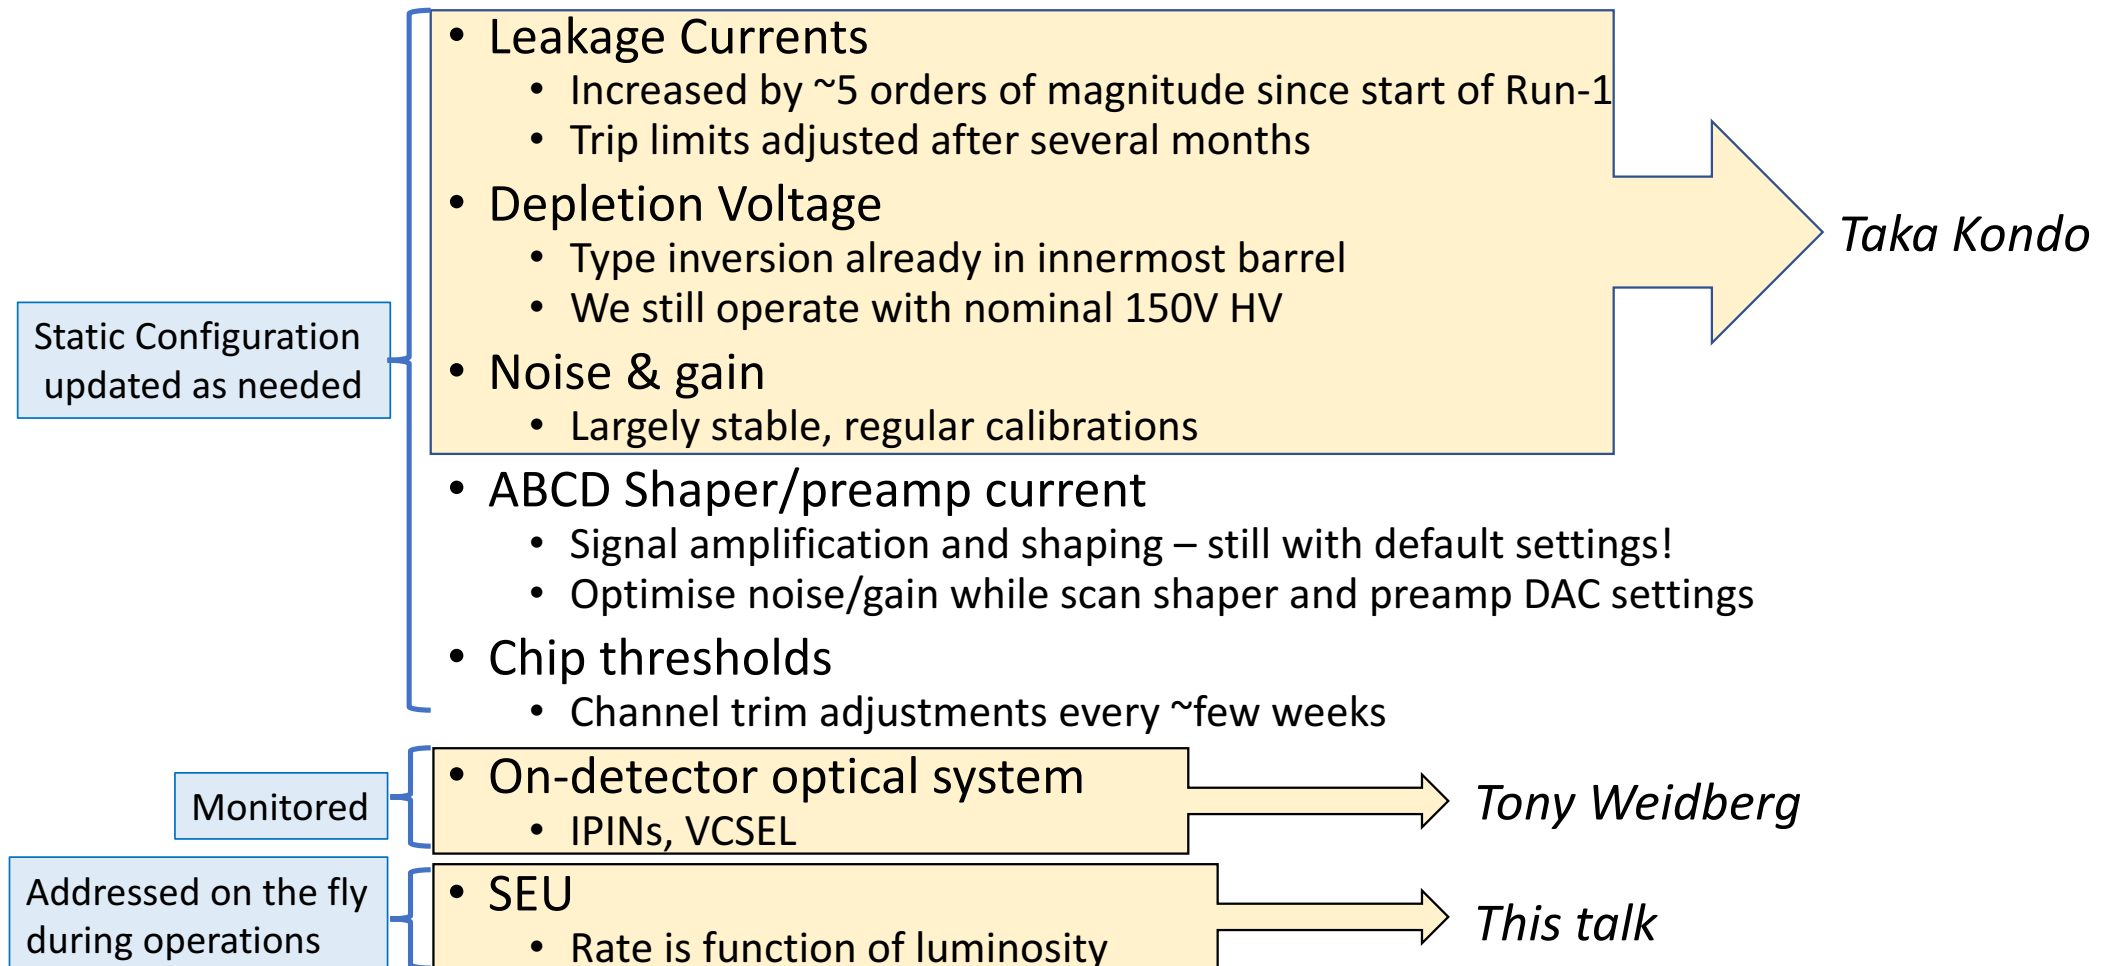 • Leakage Currents
• Increased by ~5 orders of magnitude since start of Run-1
• Trip limits adjusted after several months
• Depletion Voltage
• Type inversion already in innermost barrel
• We still operate with nominal 150V HV
• Noise & gain
• Largely stable, regular calibrations
Taka Kondo
Static Configuration
updated as needed
• ABCD Shaper/preamp current
• Signal amplification and shaping – still with default settings!
• Optimise noise/gain while scan shaper and preamp DAC settings
• Chip thresholds
• Channel trim adjustments every ~few weeks
Monitored
• On-detector optical system
• IPINs, VCSEL
Tony Weidberg
Addressed on the fly
during operations
• SEU
• Rate is function of luminosity
This talk